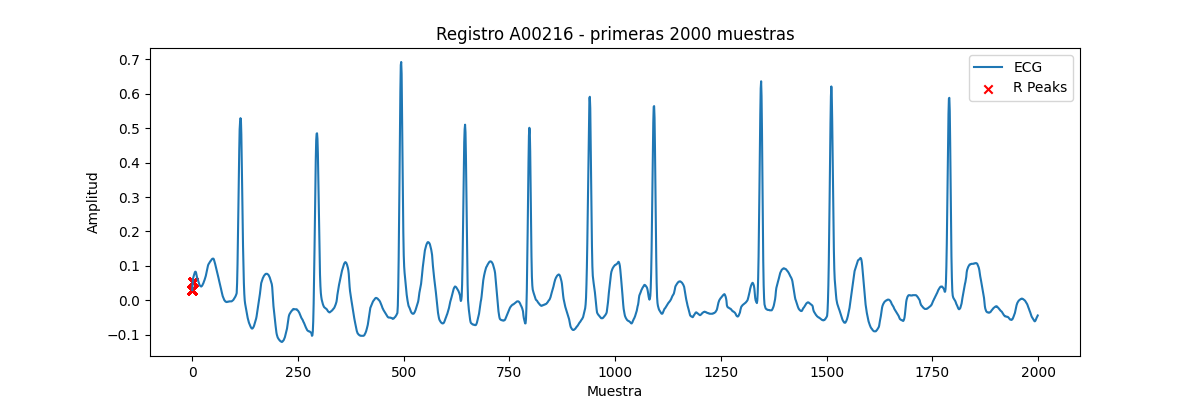 Registro A00216 - primeras 2000 muestras
ECG
R Peaks
Amplitud
0.7
0.6
0.5
0.4
0.3
0.2
0.1
0.0
−0.1
0 250 500 750 1000 1250 1500 1750 2000
Muestra